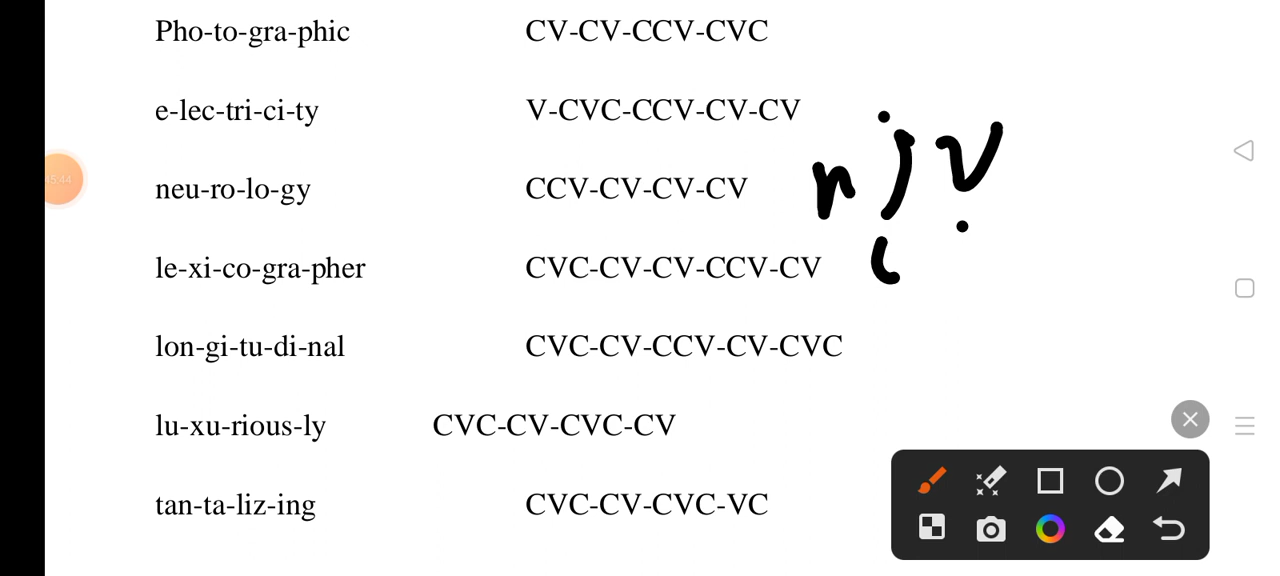 Pho-to-gra-phic CV-CV-CCV-CVC
e-lec-tri-ci-ty V-CVC-CCV-CV-CV
45:44
neu-ro-lo-gy CCV-CV-CV-CV n j v
le-xi-co-gra-pher CVC-CV-CV-CCV-CV c
lon-gi-tu-di-nal CVC-CV-CCV-CV-CVC
lu-xu-rious-ly CVC-CV-CVC-CV
tan-ta-liz-ing CVC-CV-CVC-VC